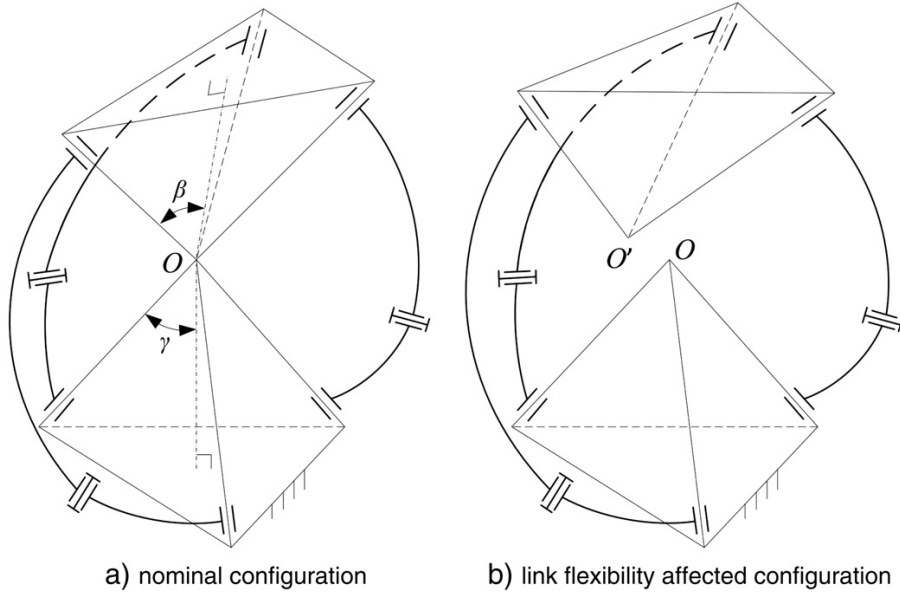 β
O
γ
O' O
a) nominal configuration
b) link flexibility affected configuration